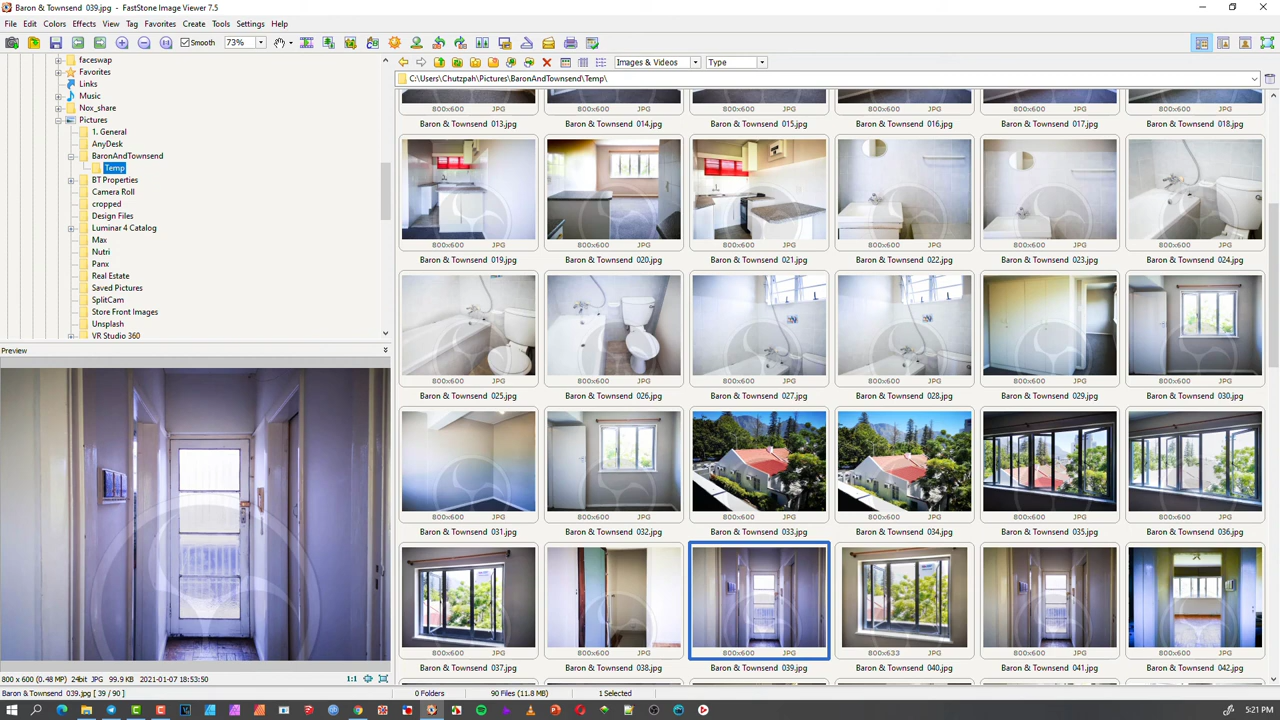 Baron & Townsend 039.jpg - FastStone Image Viewer 7.5
File Edit Colors Effects View Tag Favorites Create Tools Settings Help
Smooth 73%
faceswap
Favorites
Links
Music
Nox_share
Pictures
1. General
AnyDesk
BaronAndTownsend
Temp
BT Properties
Camera Roll
cropped
Design Files
Luminar 4 Catalog
Max
Nutri
Panx
Real Estate
Saved Pictures
SplitCam
Store Front Images
Unsplash
VR Studio 360
Preview
800 x 600 (0.48 MP) 24bit JPG 99.9 KB 2021-01-07 18:53:50 1:1
Baron & Townsend 039.jpg [ 39 / 90 ]
Images & Videos Type
C:\Users\Chutzpah\Pictures\BaronAndTownsend\Temp\
800x600 JPG 800x600 JPG 800x600 JPG 800x600 JPG 800x600 JPG 800x600 JPG
Baron & Townsend 013.jpg Baron & Townsend 014.jpg Baron & Townsend 015.jpg Baron & Townsend 016.jpg Baron & Townsend 017.jpg Baron & Townsend 018.jpg
800x600 JPG 800x600 JPG 800x600 JPG 800x600 JPG 800x600 JPG 800x600 JPG
Baron & Townsend 019.jpg Baron & Townsend 020.jpg Baron & Townsend 021.jpg Baron & Townsend 022.jpg Baron & Townsend 023.jpg Baron & Townsend 024.jpg
800x600 JPG 800x600 JPG 800x600 JPG 800x600 JPG 800x600 JPG 800x600 JPG
Baron & Townsend 025.jpg Baron & Townsend 026.jpg Baron & Townsend 027.jpg Baron & Townsend 028.jpg Baron & Townsend 029.jpg Baron & Townsend 030.jpg
800x600 JPG 800x600 JPG 800x600 JPG 800x600 JPG 800x600 JPG 800x600 JPG
Baron & Townsend 031.jpg Baron & Townsend 032.jpg Baron & Townsend 033.jpg Baron & Townsend 034.jpg Baron & Townsend 035.jpg Baron & Townsend 036.jpg
800x600 JPG 800x600 JPG 800x600 JPG 800x633 JPG 800x600 JPG 800x600 JPG
Baron & Townsend 037.jpg Baron & Townsend 038.jpg Baron & Townsend 039.jpg Baron & Townsend 040.jpg Baron & Townsend 041.jpg Baron & Townsend 042.jpg
0 Folders 90 Files (11.8 MB) 1 Selected
5:21 PM